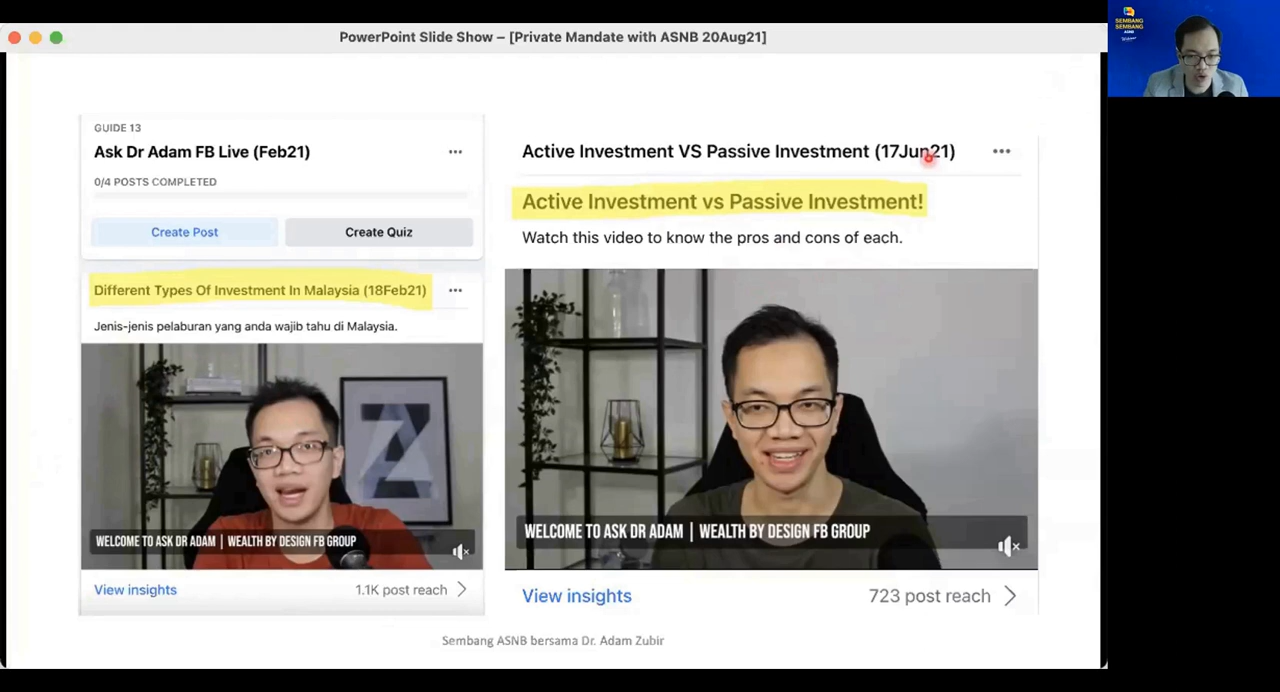 PowerPoint Slide Show – [Private Mandate with ASNB 20Aug21]
SEMBANG
SEMBANG
ASNB
GUIDE 13
Ask Dr Adam FB Live (Feb21)
0/4 POSTS COMPLETED
Create Post
Create Quiz
Different Types Of Investment In Malaysia (18Feb21)
Jenis-jenis pelaburan yang anda wajib tahu di Malaysia.
WELCOME TO ASK DR ADAM | WEALTH BY DESIGN FB GROUP
View insights
1.1K post reach
Active Investment VS Passive Investment (17Jun21)
Active Investment vs Passive Investment!
Watch this video to know the pros and cons of each.
WELCOME TO ASK DR ADAM | WEALTH BY DESIGN FB GROUP
View insights
723 post reach
Sembang ASNB bersama Dr. Adam Zubir